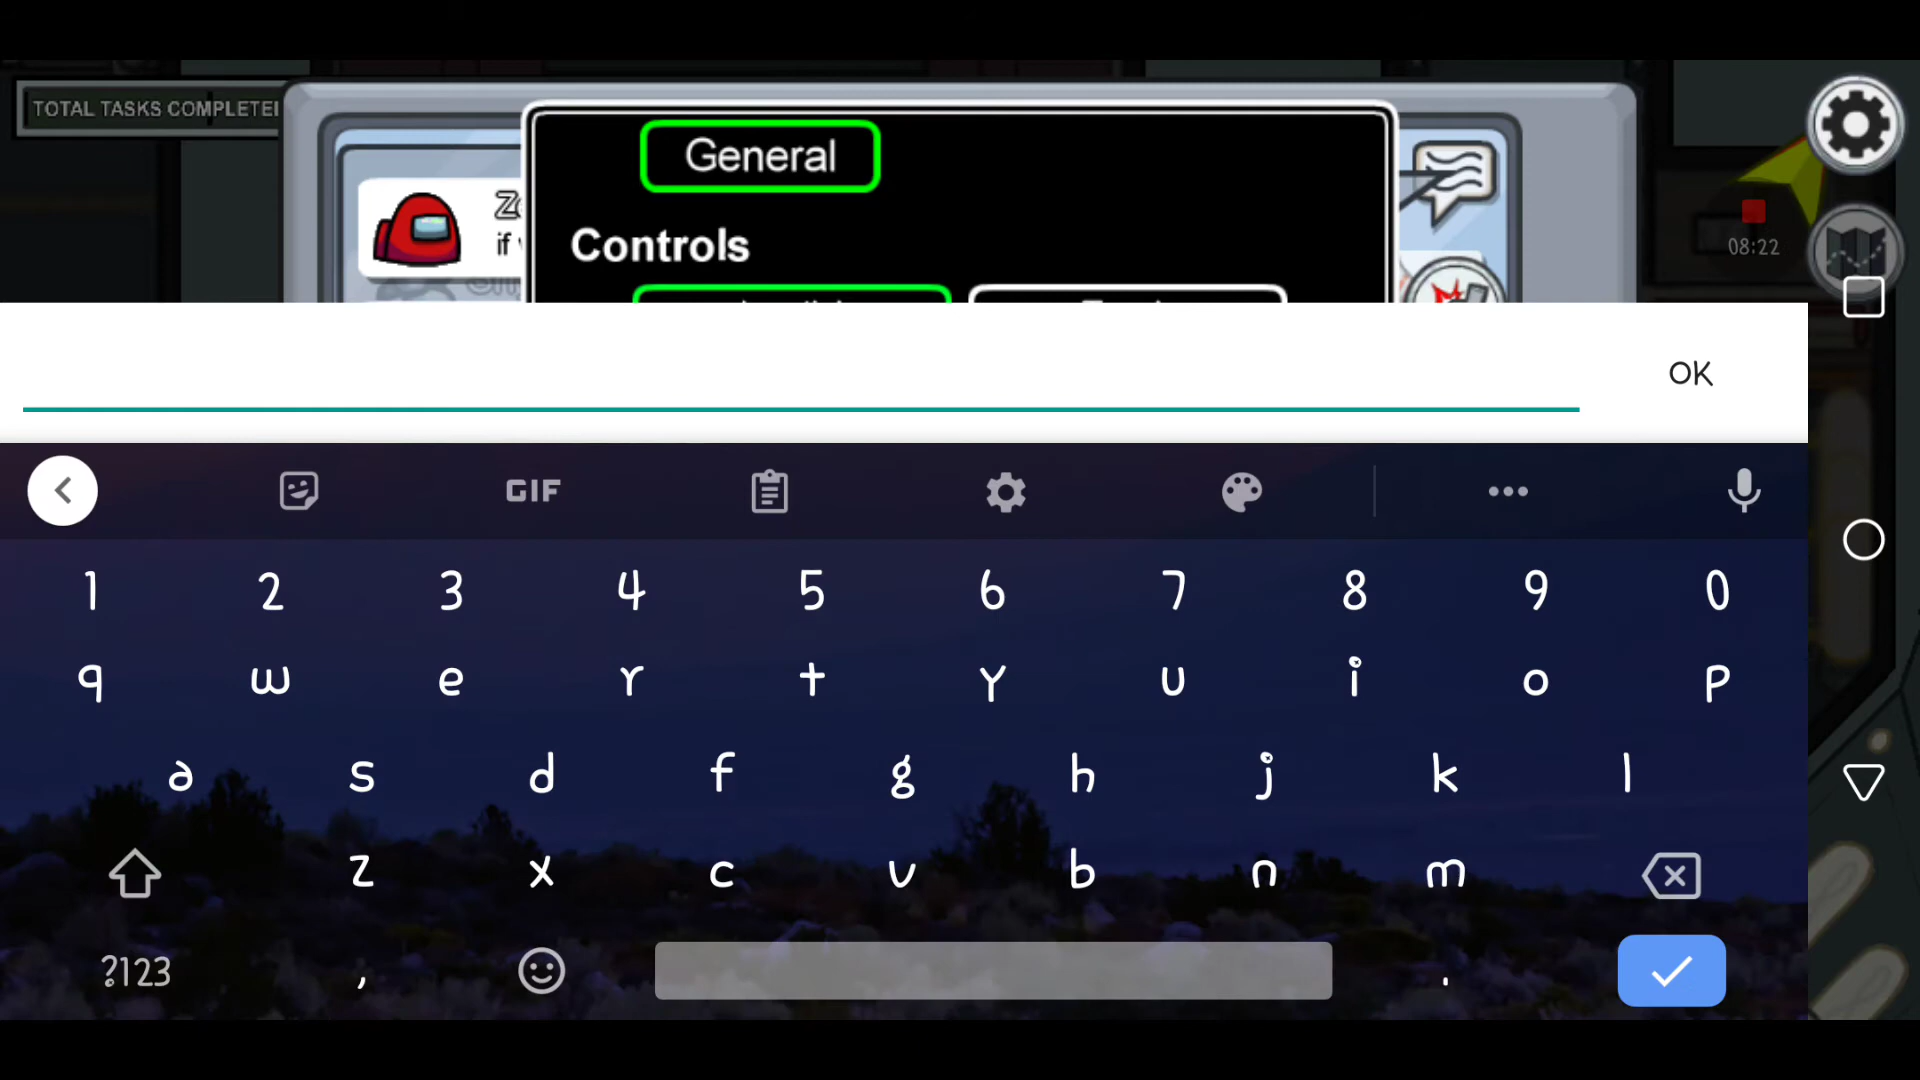 TOTAL TASKS COMPLETE
General
if
08:22
Controls
OK
GIF
1 2 3 4 5 6 7 8 9 0
q w e r t y u i o p
a s d f g h j k l
z x c v b n m
?123 , .